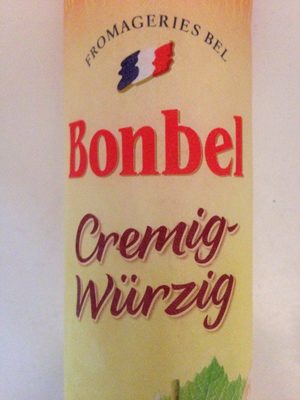 FROMAGERIES BEL
Bonbel
Cremig-
Würzig